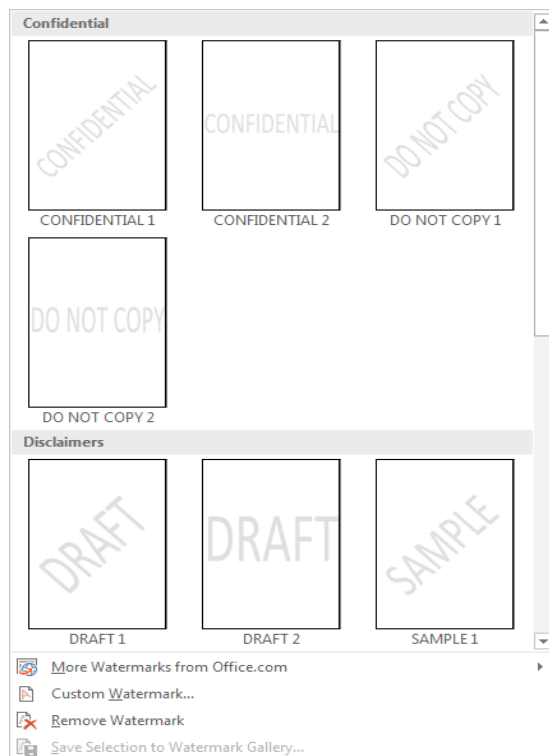 Confidential
CONFIDENTIAL CONFIDENTIAL DO NOT COPY
CONFIDENTIAL 1 CONFIDENTIAL 2 DO NOT COPY 1
DO NOT COPY
DO NOT COPY 2
Disclaimers
DRAFT DRAFT SAMPLE
DRAFT 1 DRAFT 2 SAMPLE 1
More Watermarks from Office.com
Custom Watermark...
Remove Watermark
Save Selection to Watermark Gallery...